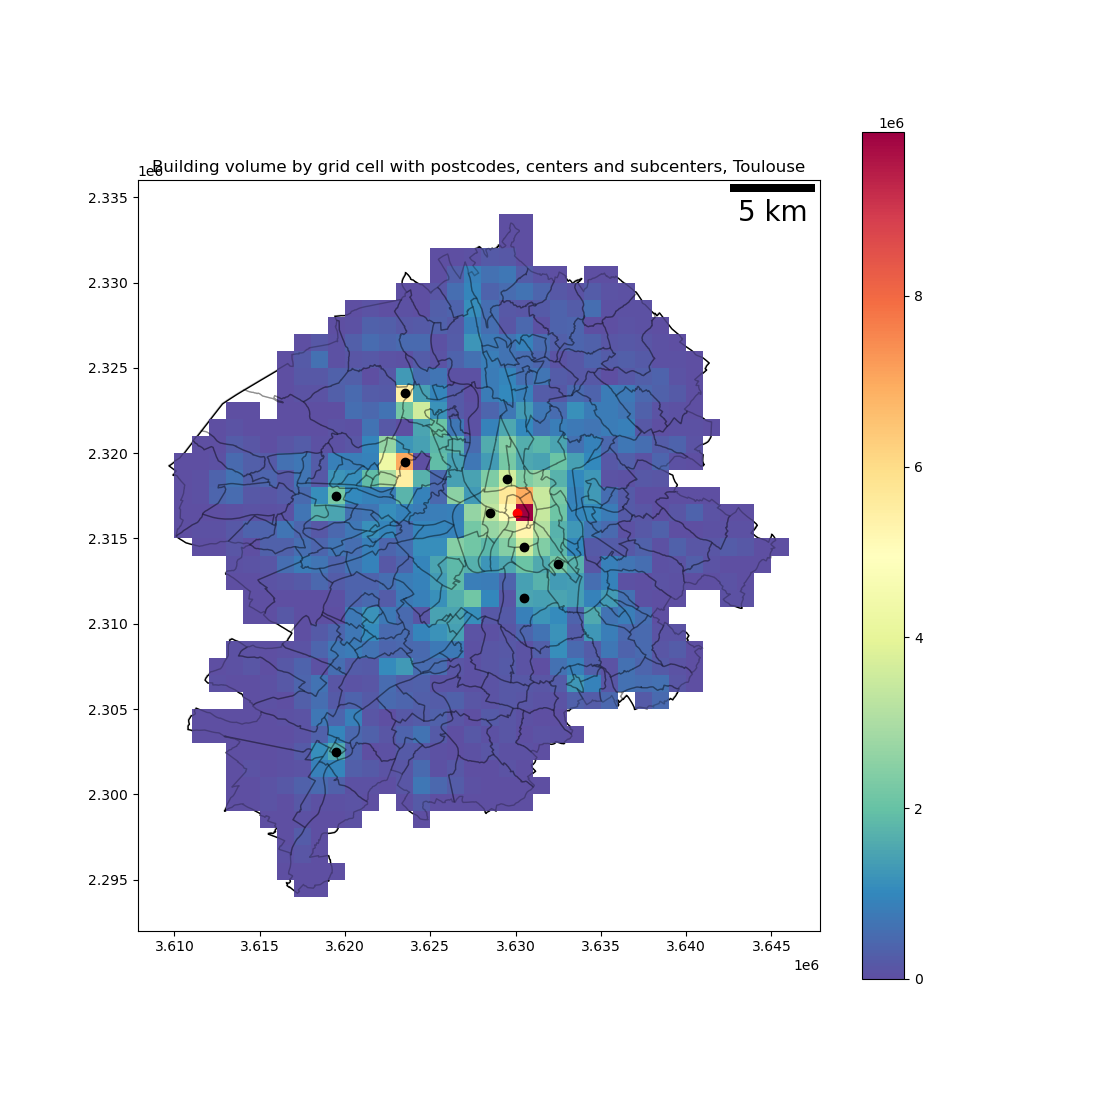 1e6
Building volume by grid cell with postcodes, centers and subcenters, Toulouse
1e6
5 km
2.335
2.330
2.325
2.320
2.315
2.310
2.305
2.300
2.295
3.610 3.615 3.620 3.625 3.630 3.635 3.640 3.645
1e6
8
6
4
2
0